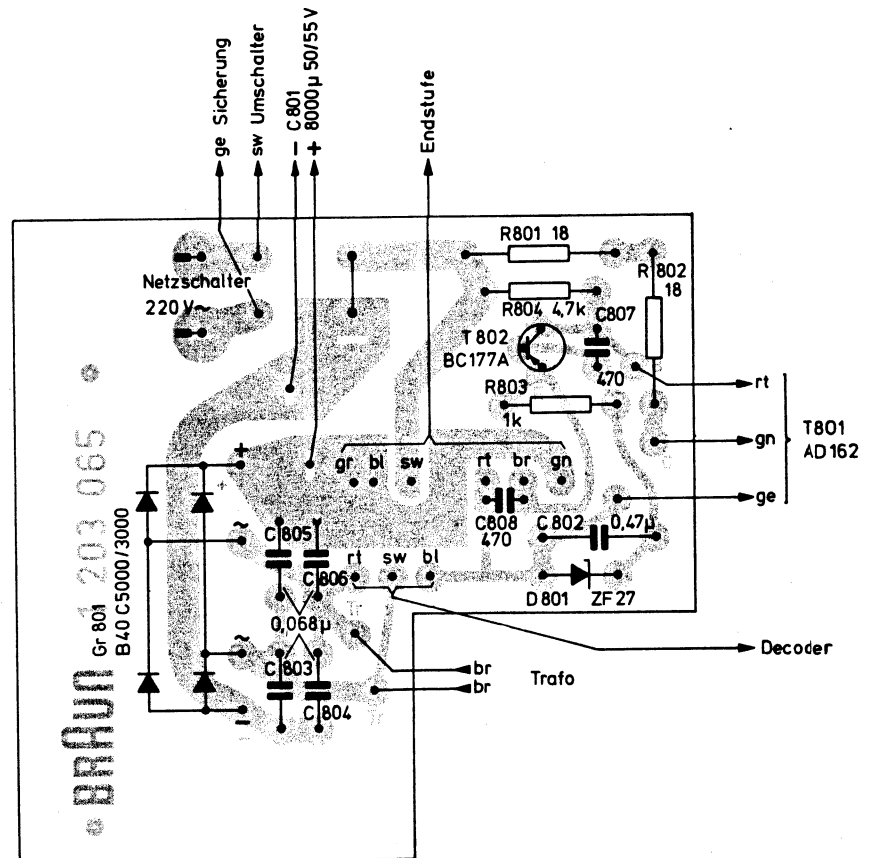 ge Sicherung
sw Umschalter
– C801
+ 8000µ 50/55 V
Endstufe
R801 18
R802
18
Netzschalter
220 V~
R804 4,7k
C807
T802
BC177A
470
R803
1k
rt
gn
ge
T801
AD162
+
+
gr bl sw rt br gn
C808
470
C802 0,47µ
~
C805
C806
rt sw bl
D801 ZF27
0,068µ
Decoder
~
C803
br
br
Trafo
C804
–
Gr 801
B40 C5000/3000
BRAUN 1 203 065